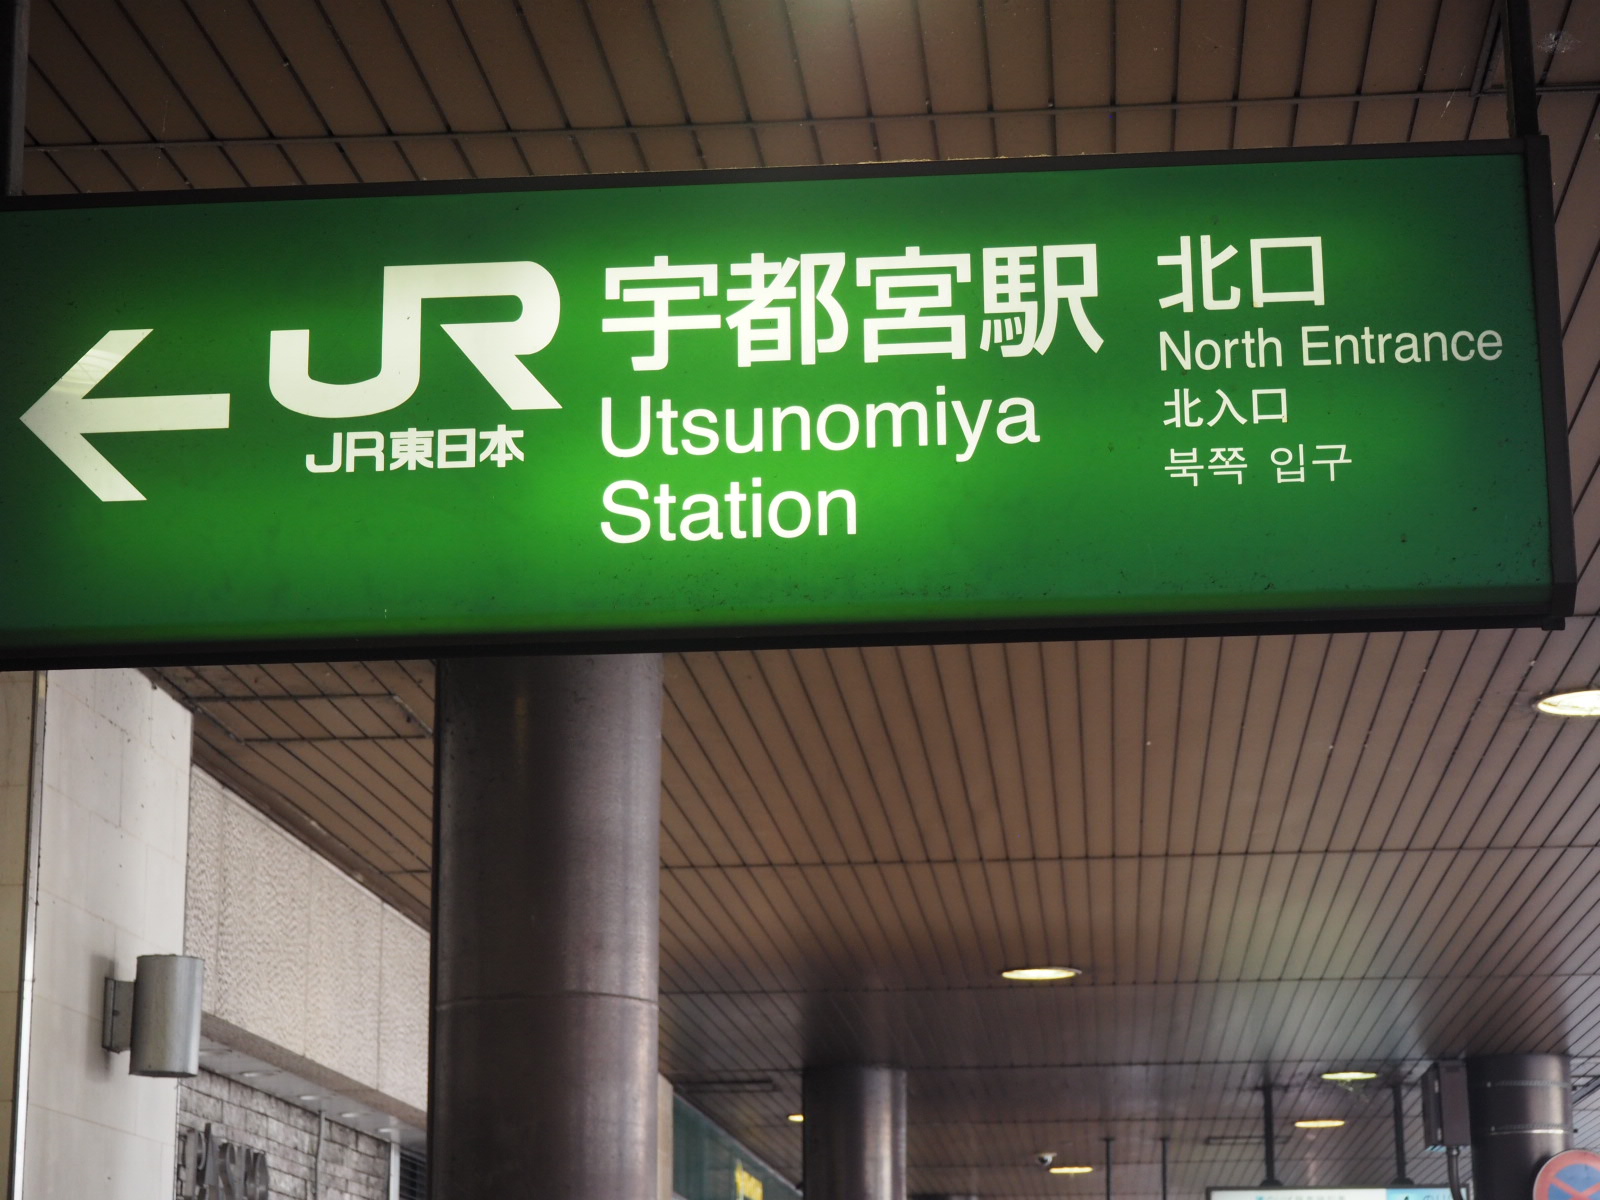 JR
JR東日本
宇都宮駅
Utsunomiya
Station
北口
North Entrance
北入口
북쪽 입구